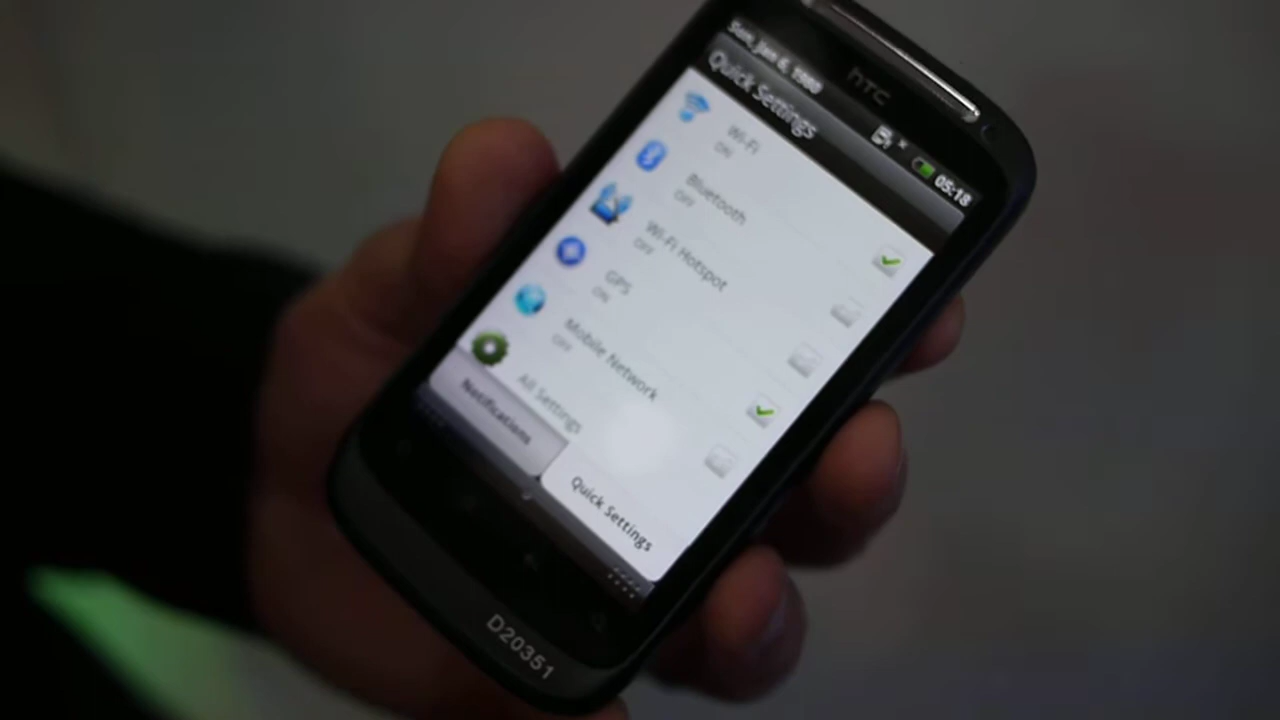 hTC
Sun, Jan 6, 1980
05:18
Quick Settings
Wi-Fi
ON
Bluetooth
OFF
Wi-Fi Hotspot
OFF
GPS
ON
Mobile Network
OFF
All Settings
Notifications
Quick Settings
D20351